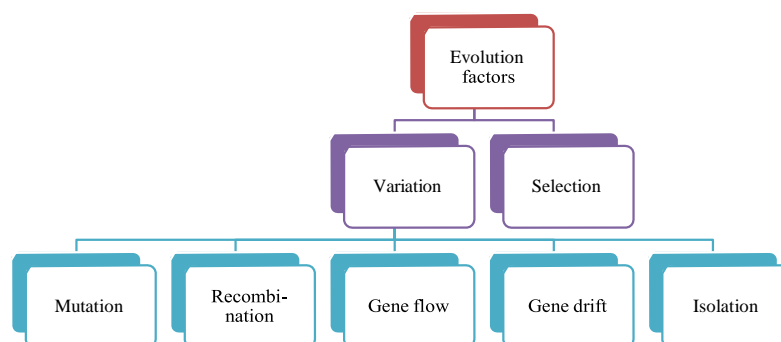 Evolution
factors
Variation
Selection
Mutation
Recombi-
nation
Gene flow
Gene drift
Isolation